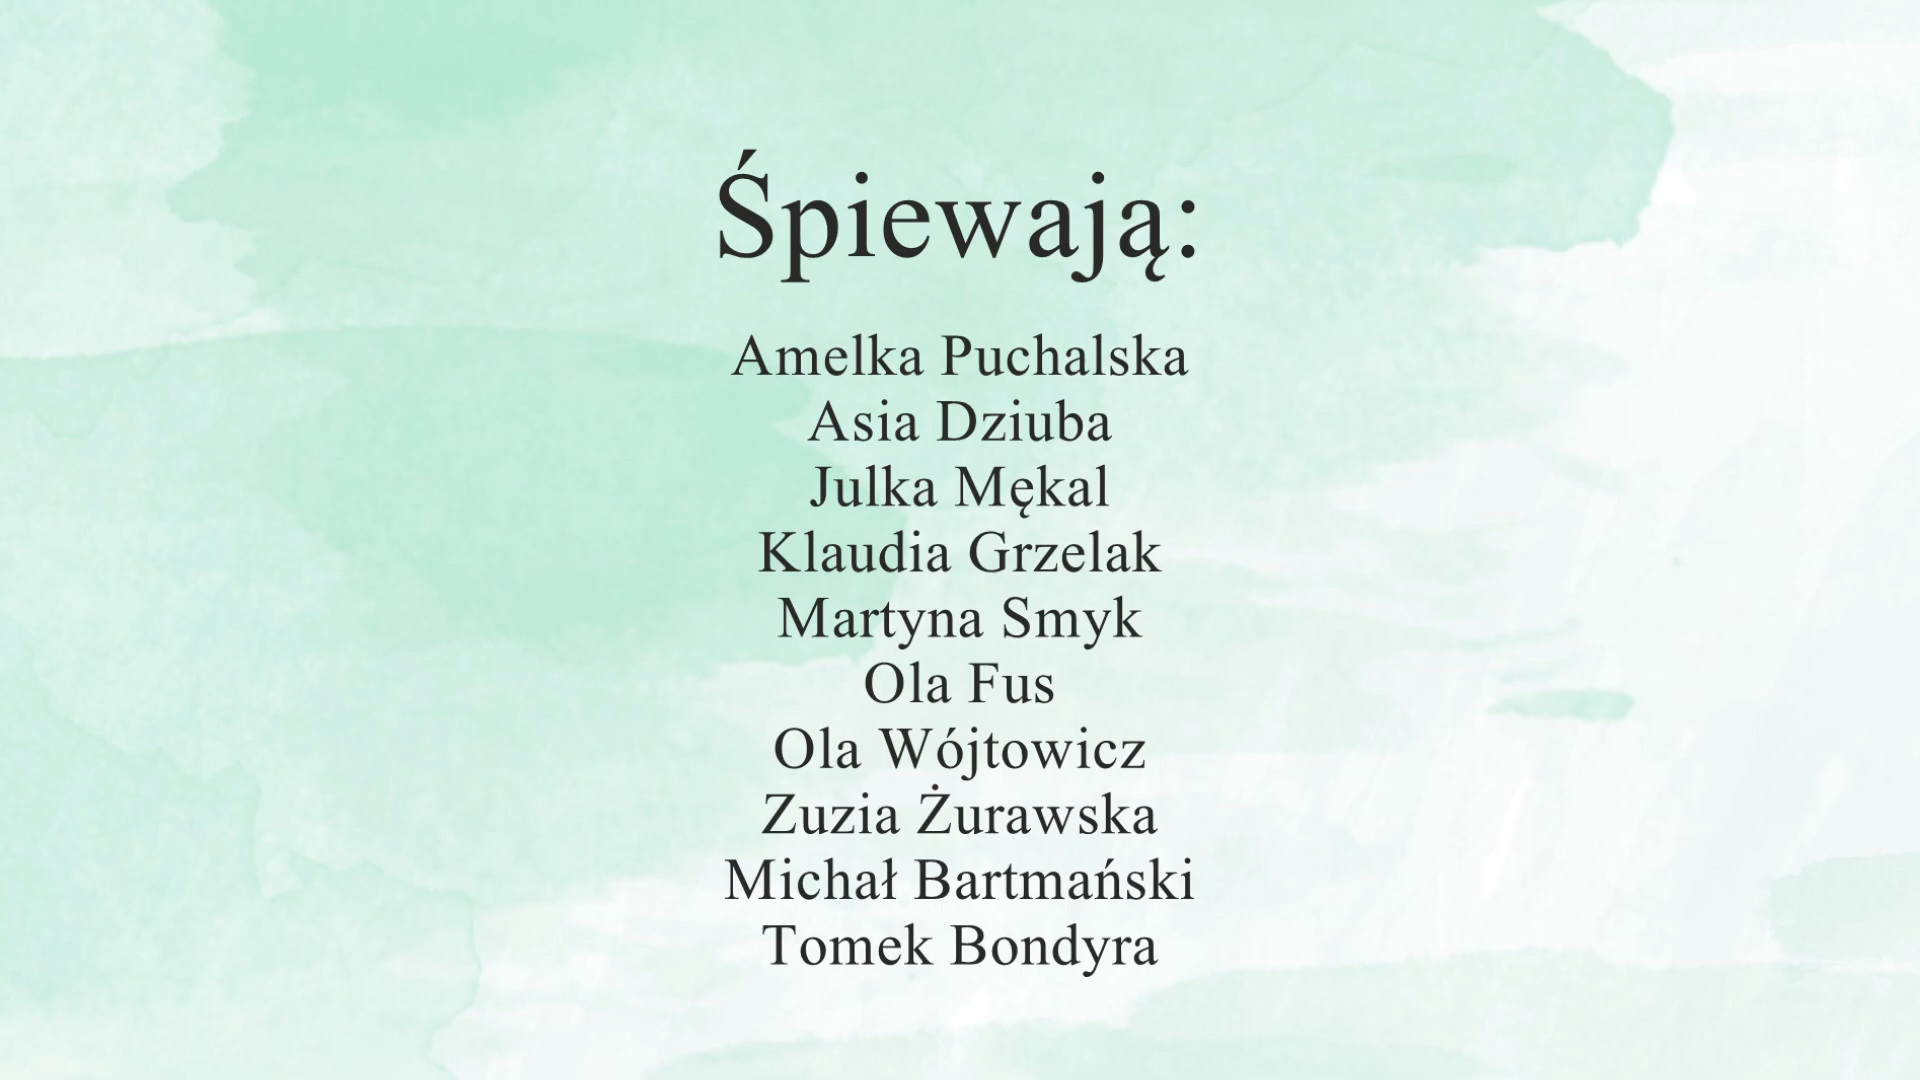 Śpiewają:
Amelka Puchalska
Asia Dziuba
Julka Mękal
Klaudia Grzelak
Martyna Smyk
Ola Fus
Ola Wójtowicz
Zuzia Żurawska
Michał Bartmański
Tomek Bondyra